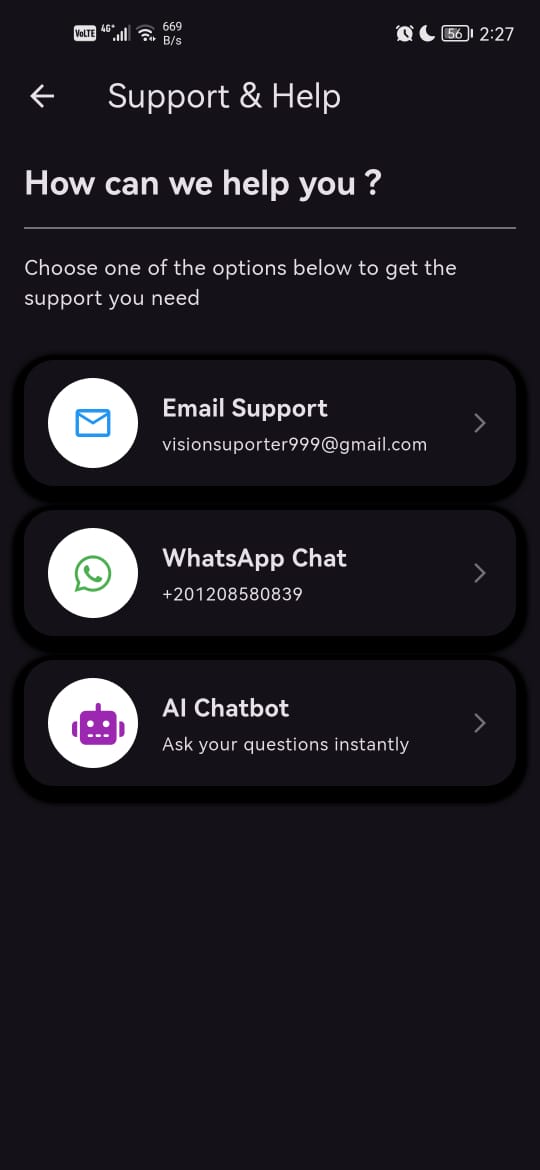 VoLTE 4G+ 669 B/s 56 2:27
Support & Help
How can we help you ?
Choose one of the options below to get the
support you need
Email Support
visionsuporter999@gmail.com
WhatsApp Chat
+201208580839
AI Chatbot
Ask your questions instantly